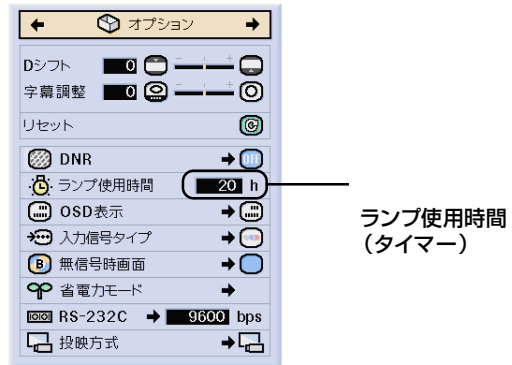 オプション
Dシフト 0
字幕調整 0
リセット
DNR OFF
ランプ使用時間 20 h
OSD表示
入力信号タイプ
B 無信号時画面
省電力モード
RS-232C 9600 bps
投映方式
ランプ使用時間
（タイマー）